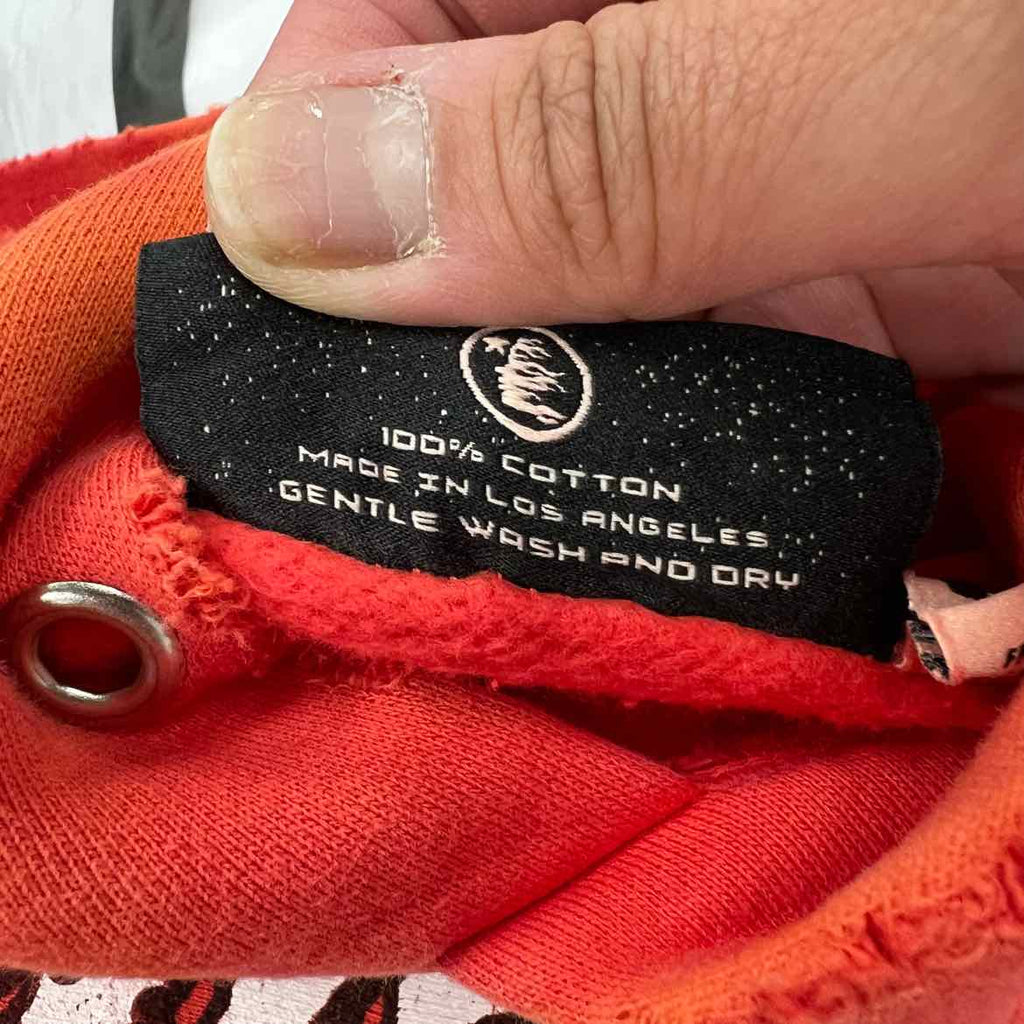 100% COTTON
MADE IN LOS ANGELES
GENTLE WASH AND DRY